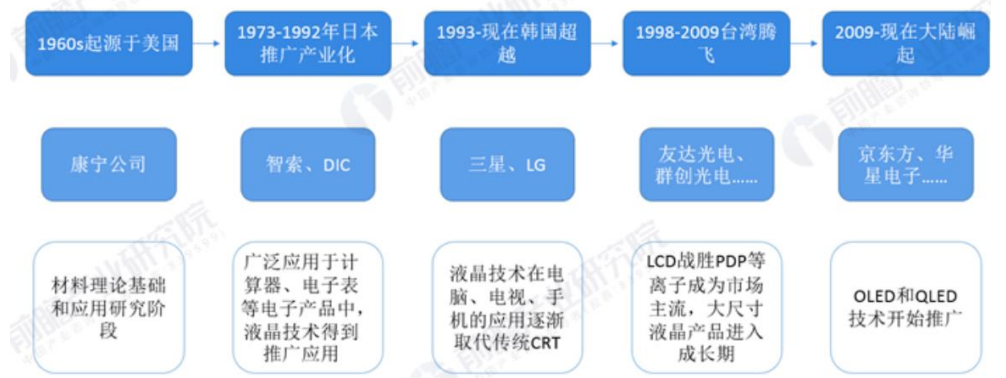 1960s起源于美国
1973-1992年日本
推广产业化
1993-现在韩国超
越
1998-2009台湾腾
飞
2009-现在大陆崛
起
康宁公司
智索、DIC
三星、LG
友达光电、
群创光电……
京东方、华
星电子……
材料理论基础
和应用研究阶
段
广泛应用于计
算器、电子表
等电子产品中，
液晶技术得到
推广应用
液晶技术在电
脑、电视、手
机的应用逐渐
取代传统CRT
LCD战胜PDP等
离子成为市场
主流，大尺寸
液晶产品进入
成长期
OLED和QLED
技术开始推广
前瞻产业研究院